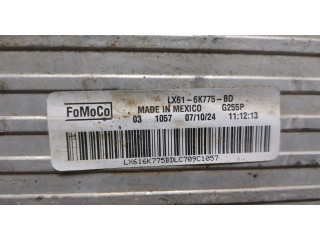 LX61-6K775-BD
FoMoCo
MADE IN MEXICO G255P
03 1057 07/10/24 11:12:13
LX616K775BDLC709C1057